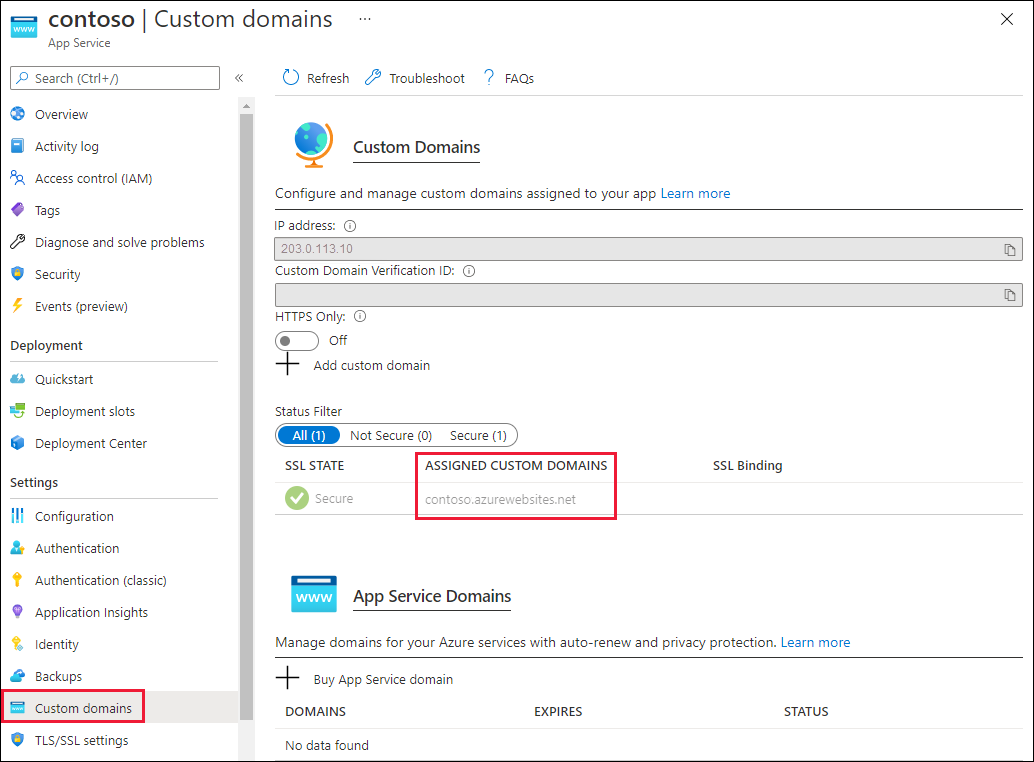 contoso | Custom domains ...
App Service
Search (Ctrl+/)
«
Overview
Activity log
Access control (IAM)
Tags
Diagnose and solve problems
Security
Events (preview)
Deployment
Quickstart
Deployment slots
Deployment Center
Settings
Configuration
Authentication
Authentication (classic)
Application Insights
Identity
Backups
Custom domains
TLS/SSL settings
Refresh Troubleshoot ? FAQs
Custom Domains
Configure and manage custom domains assigned to your app Learn more
IP address:
203.0.113.10
Custom Domain Verification ID:
HTTPS Only:
Off
Add custom domain
Status Filter
All (1) Not Secure (0) Secure (1)
SSL STATE ASSIGNED CUSTOM DOMAINS SSL Binding
Secure contoso.azurewebsites.net
www
App Service Domains
Manage domains for your Azure services with auto-renew and privacy protection. Learn more
Buy App Service domain
DOMAINS EXPIRES STATUS
No data found